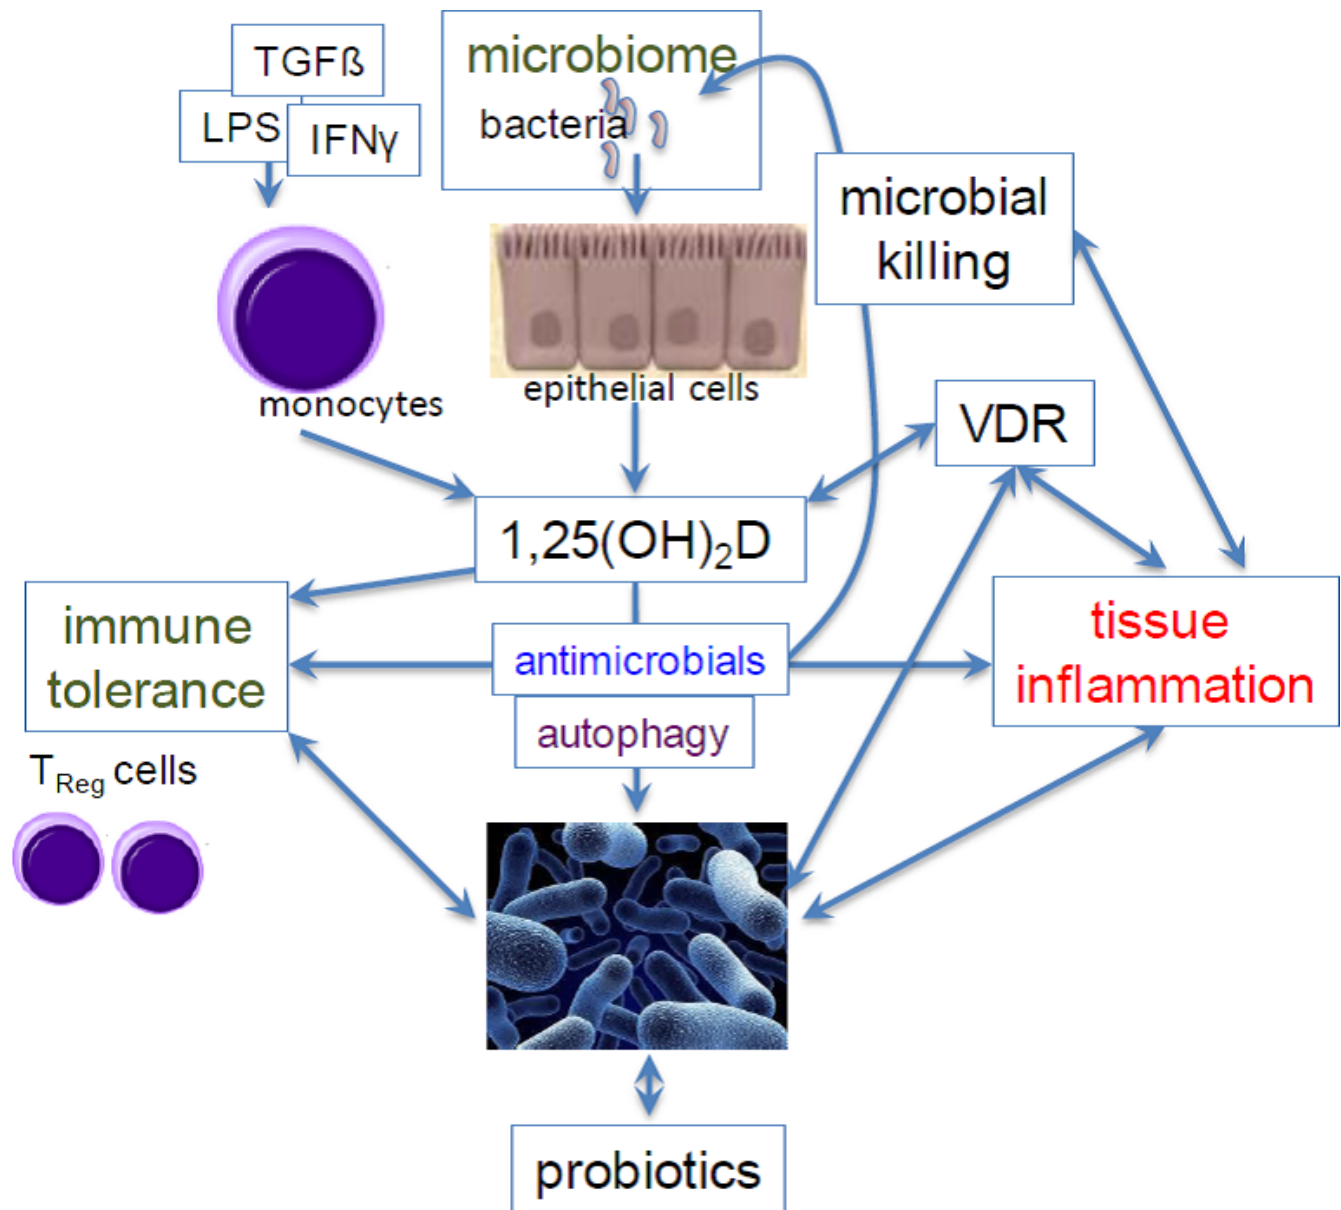 TGFß
LPS
IFNγ
microbiome
bacteria
microbial
killing
monocytes
epithelial cells
VDR
1,25(OH)₂D
immune
tolerance
antimicrobials
autophagy
tissue
inflammation
T_Reg cells
probiotics